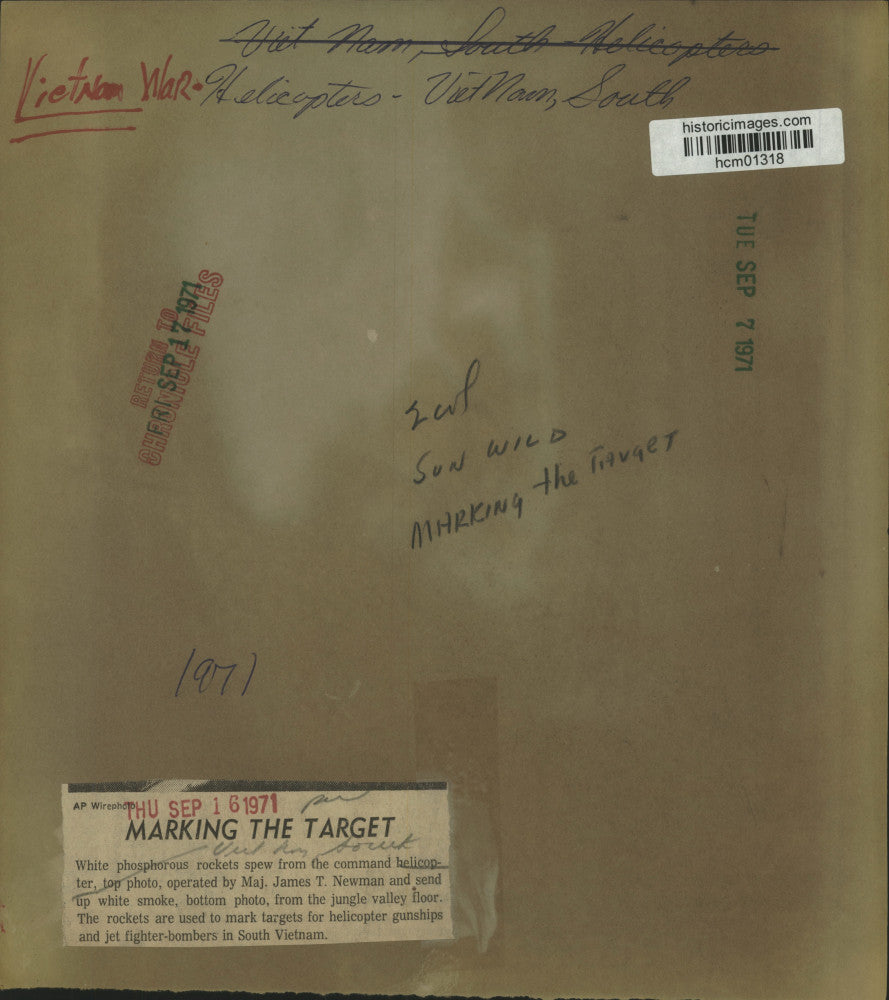 Viet Nam, South - Helicopters
Vietnam War - Helicopters - Viet Nam, South
historicimages.com
hcm01318
TUE SEP 7 1971
RETURN TO
FRI SEP 17 1971
CHRONICLE FILES
2 col
SUN WILD
MARKING the TARGET
1971
AP Wirephoto
THU SEP 16 1971
MARKING THE TARGET
White phosphorous rockets spew from the command helicop-
ter, top photo, operated by Maj. James T. Newman and send
up white smoke, bottom photo, from the jungle valley floor.
The rockets are used to mark targets for helicopter gunships
and jet fighter-bombers in South Vietnam.